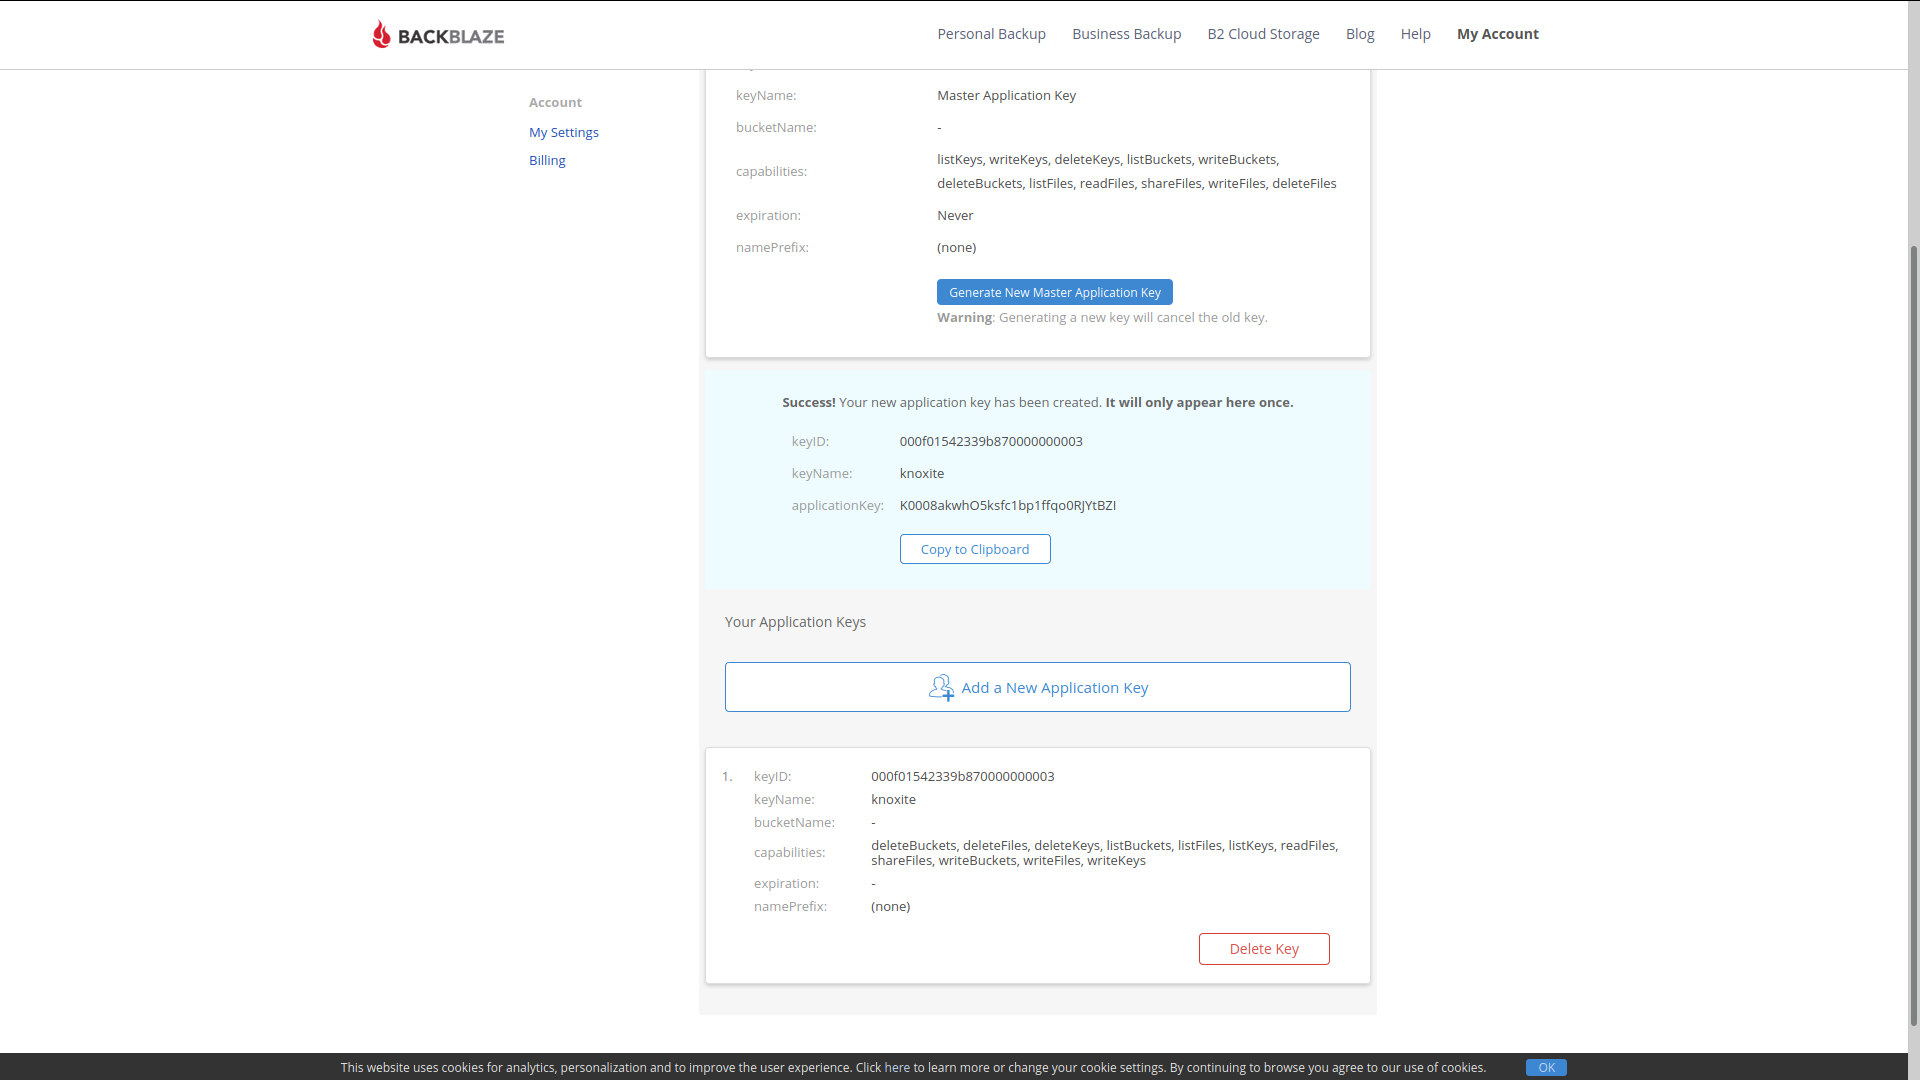 BACKBLAZE
Personal Backup Business Backup B2 Cloud Storage Blog Help My Account
Account
My Settings
Billing
keyName: Master Application Key
bucketName: -
capabilities: listKeys, writeKeys, deleteKeys, listBuckets, writeBuckets,
deleteBuckets, listFiles, readFiles, shareFiles, writeFiles, deleteFiles
expiration: Never
namePrefix: (none)
Generate New Master Application Key
Warning: Generating a new key will cancel the old key.
Success! Your new application key has been created. It will only appear here once.
keyID: 000f01542339b870000000003
keyName: knoxite
applicationKey: K0008akwhO5ksfc1bp1ffqo0RJYtBZI
Copy to Clipboard
Your Application Keys
Add a New Application Key
1. keyID: 000f01542339b870000000003
keyName: knoxite
bucketName: -
capabilities: deleteBuckets, deleteFiles, deleteKeys, listBuckets, listFiles, listKeys, readFiles,
shareFiles, writeBuckets, writeFiles, writeKeys
expiration: -
namePrefix: (none)
Delete Key
This website uses cookies for analytics, personalization and to improve the user experience. Click here to learn more or change your cookie settings. By continuing to browse you agree to our use of cookies. OK